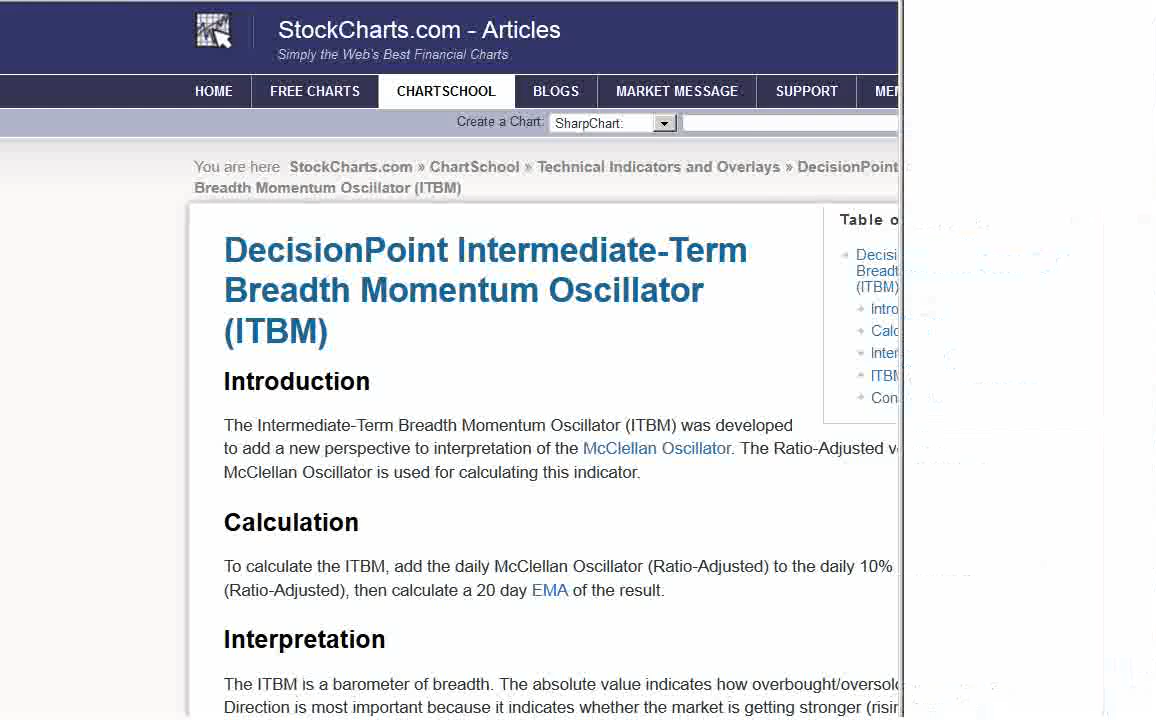 StockCharts.com - Articles
Simply the Web's Best Financial Charts
HOME FREE CHARTS CHARTSCHOOL BLOGS MARKET MESSAGE SUPPORT
Create a Chart: SharpChart:
You are here: StockCharts.com » ChartSchool » Technical Indicators and Overlays » DecisionPoint
Breadth Momentum Oscillator (ITBM)
DecisionPoint Intermediate-Term
Breadth Momentum Oscillator
(ITBM)
Table
(ITBM)
Introduction
The Intermediate-Term Breadth Momentum Oscillator (ITBM) was developed
to add a new perspective to interpretation of the McClellan Oscillator. The Ratio-Adjusted
McClellan Oscillator is used for calculating this indicator.
Calculation
To calculate the ITBM, add the daily McClellan Oscillator (Ratio-Adjusted) to the daily 10%
(Ratio-Adjusted), then calculate a 20 day EMA of the result.
Interpretation
The ITBM is a barometer of breadth. The absolute value indicates how
Direction is most important because it indicates whether the market is getting stronger